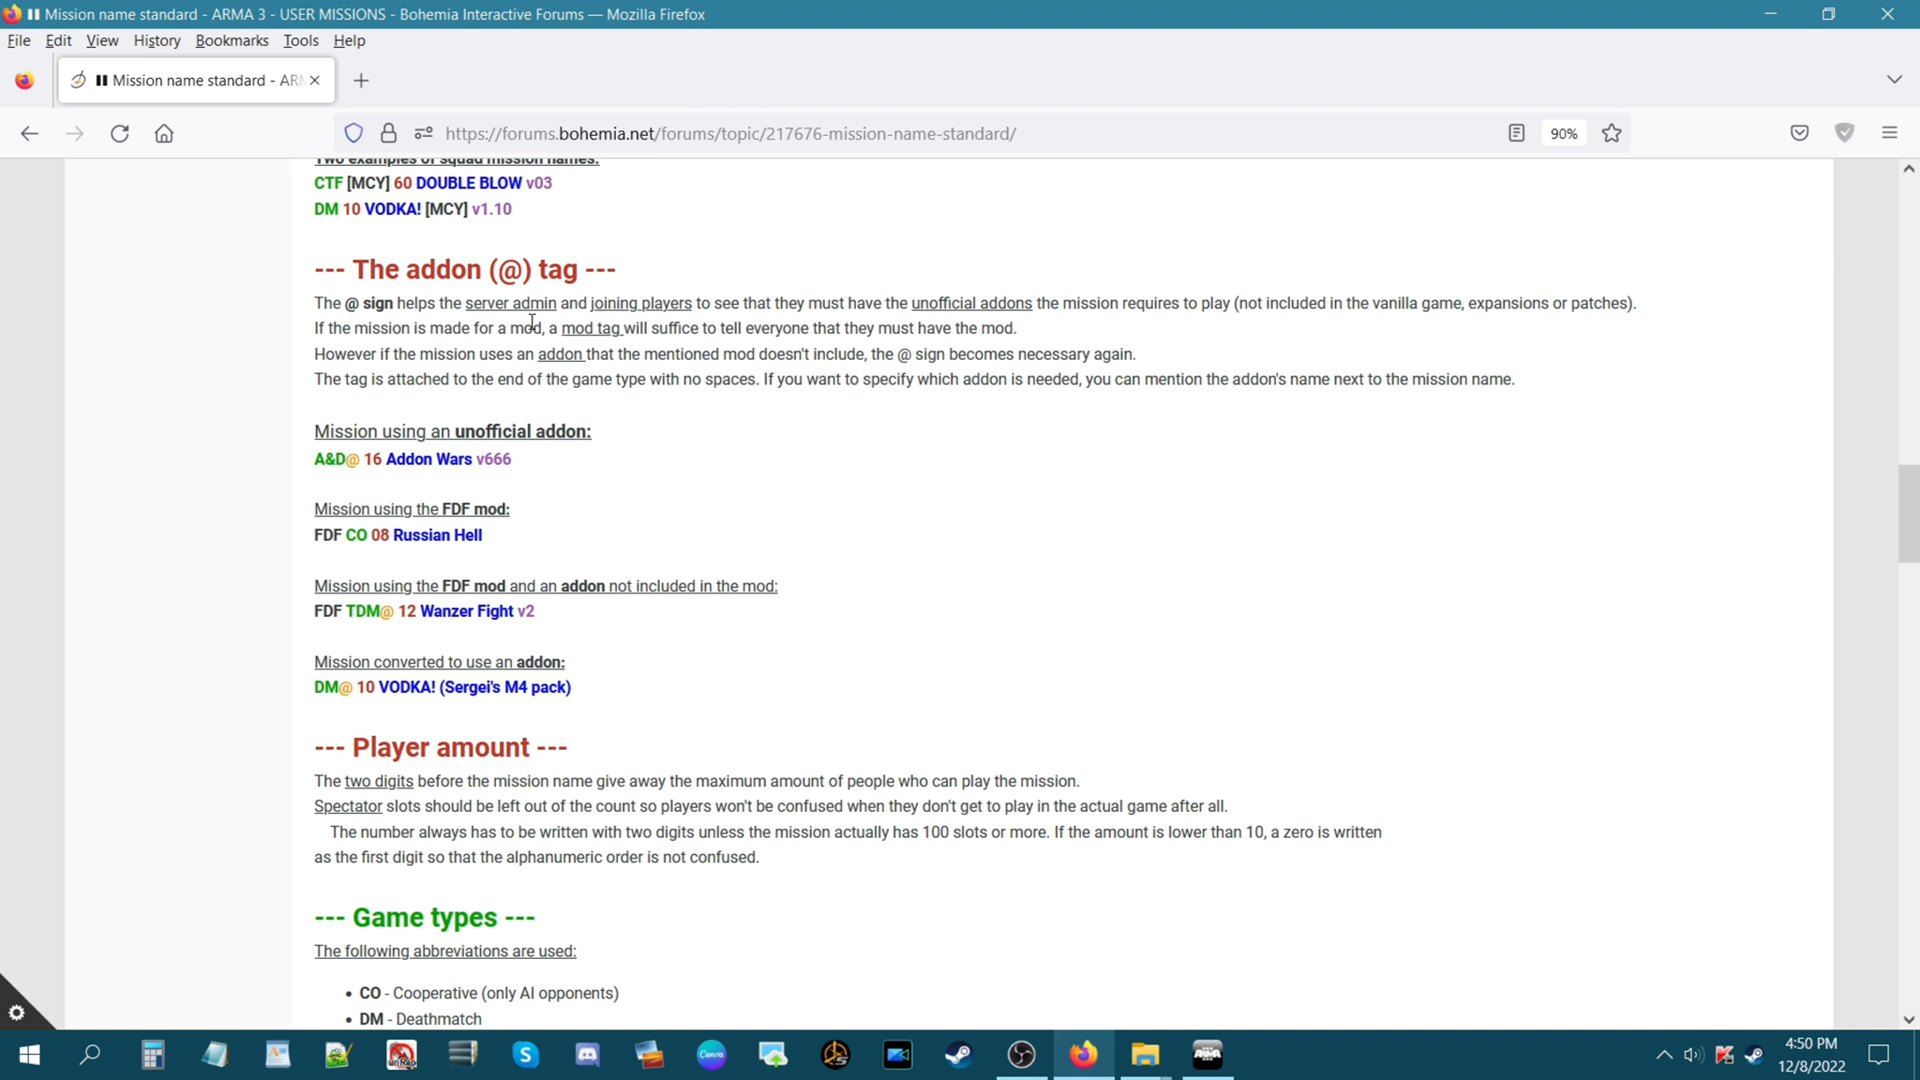 Mission name standard - ARMA 3 - USER MISSIONS - Bohemia Interactive Forums — Mozilla Firefox
File Edit View History Bookmarks Tools Help
Mission name standard - ARM
https://forums.bohemia.net/forums/topic/217676-mission-name-standard/
90%
Two examples of squad mission names:
CTF [MCY] 60 DOUBLE BLOW v03
DM 10 VODKA! [MCY] v1.10
--- The addon (@) tag ---
The @ sign helps the server admin and joining players to see that they must have the unofficial addons the mission requires to play (not included in the vanilla game, expansions or patches).
If the mission is made for a mod, a mod tag will suffice to tell everyone that they must have the mod.
However if the mission uses an addon that the mentioned mod doesn't include, the @ sign becomes necessary again.
The tag is attached to the end of the game type with no spaces. If you want to specify which addon is needed, you can mention the addon's name next to the mission name.
Mission using an unofficial addon:
A&D@ 16 Addon Wars v666
Mission using the FDF mod:
FDF CO 08 Russian Hell
Mission using the FDF mod and an addon not included in the mod:
FDF TDM@ 12 Wanzer Fight v2
Mission converted to use an addon:
DM@ 10 VODKA! (Sergei's M4 pack)
--- Player amount ---
The two digits before the mission name give away the maximum amount of people who can play the mission.
Spectator slots should be left out of the count so players won't be confused when they don't get to play in the actual game after all.
The number always has to be written with two digits unless the mission actually has 100 slots or more. If the amount is lower than 10, a zero is written
as the first digit so that the alphanumeric order is not confused.
--- Game types ---
The following abbreviations are used:
• CO - Cooperative (only AI opponents)
• DM - Deathmatch
Canva
4:50 PM
12/8/2022